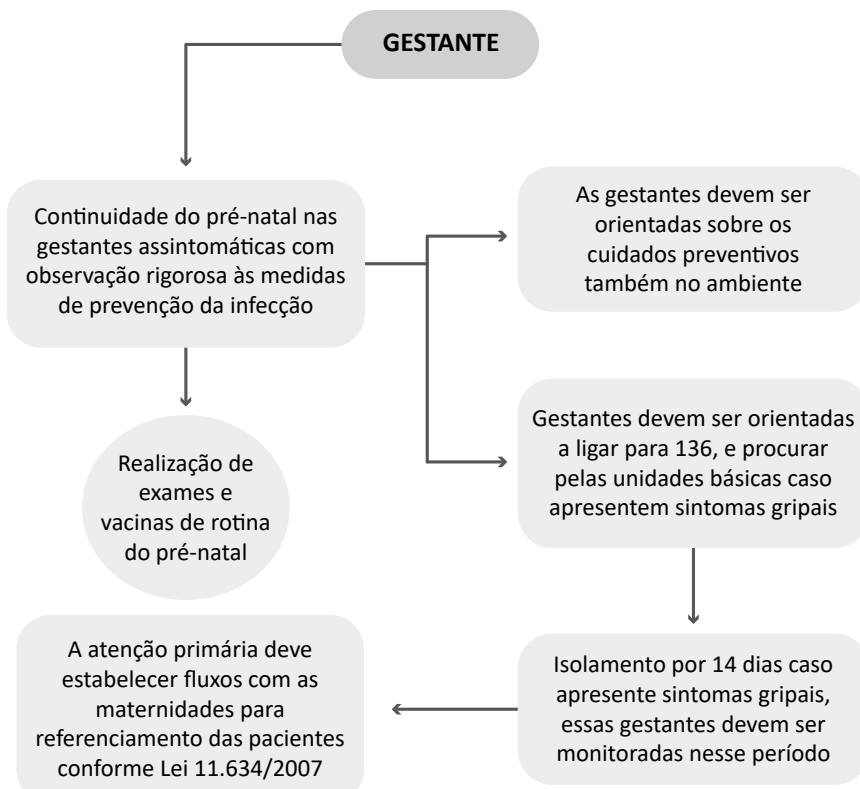 GESTANTE
Continuidade do pré-natal nas
gestantes assintomáticas com
observação rigorosa às medidas
de prevenção da infecção
As gestantes devem ser
orientadas sobre os
cuidados preventivos
também no ambiente
Realização de
exames e
vacinas de rotina
do pré-natal
Gestantes devem ser orientadas
a ligar para 136, e procurar
pelas unidades básicas caso
apresentem sintomas gripais
A atenção primária deve
estabelecer fluxos com as
maternidades para
referenciamento das pacientes
conforme Lei 11.634/2007
Isolamento por 14 dias caso
apresente sintomas gripais,
essas gestantes devem ser
monitoradas nesse período